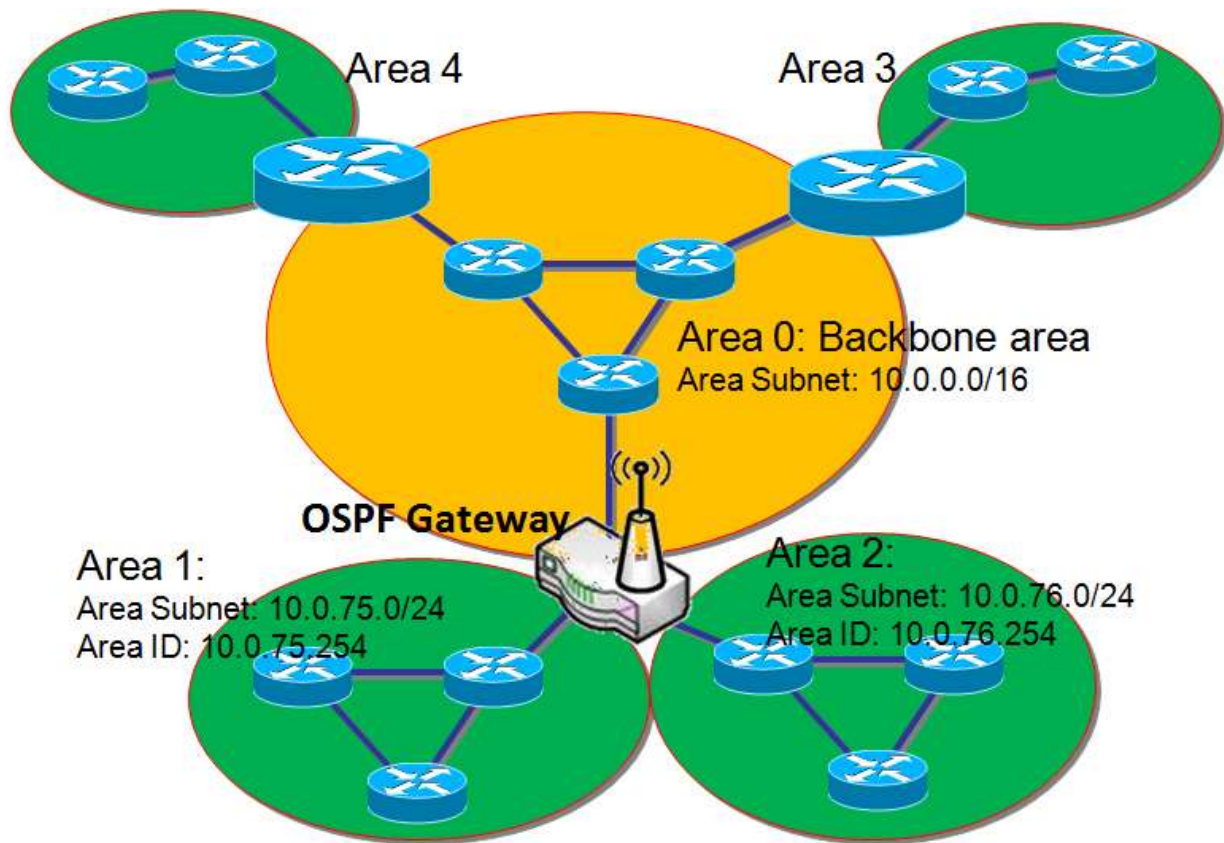 Area 4
Area 3
Area 0: Backbone area
Area Subnet: 10.0.0.0/16
OSPF Gateway
Area 1:
Area Subnet: 10.0.75.0/24
Area ID: 10.0.75.254
Area 2:
Area Subnet: 10.0.76.0/24
Area ID: 10.0.76.254